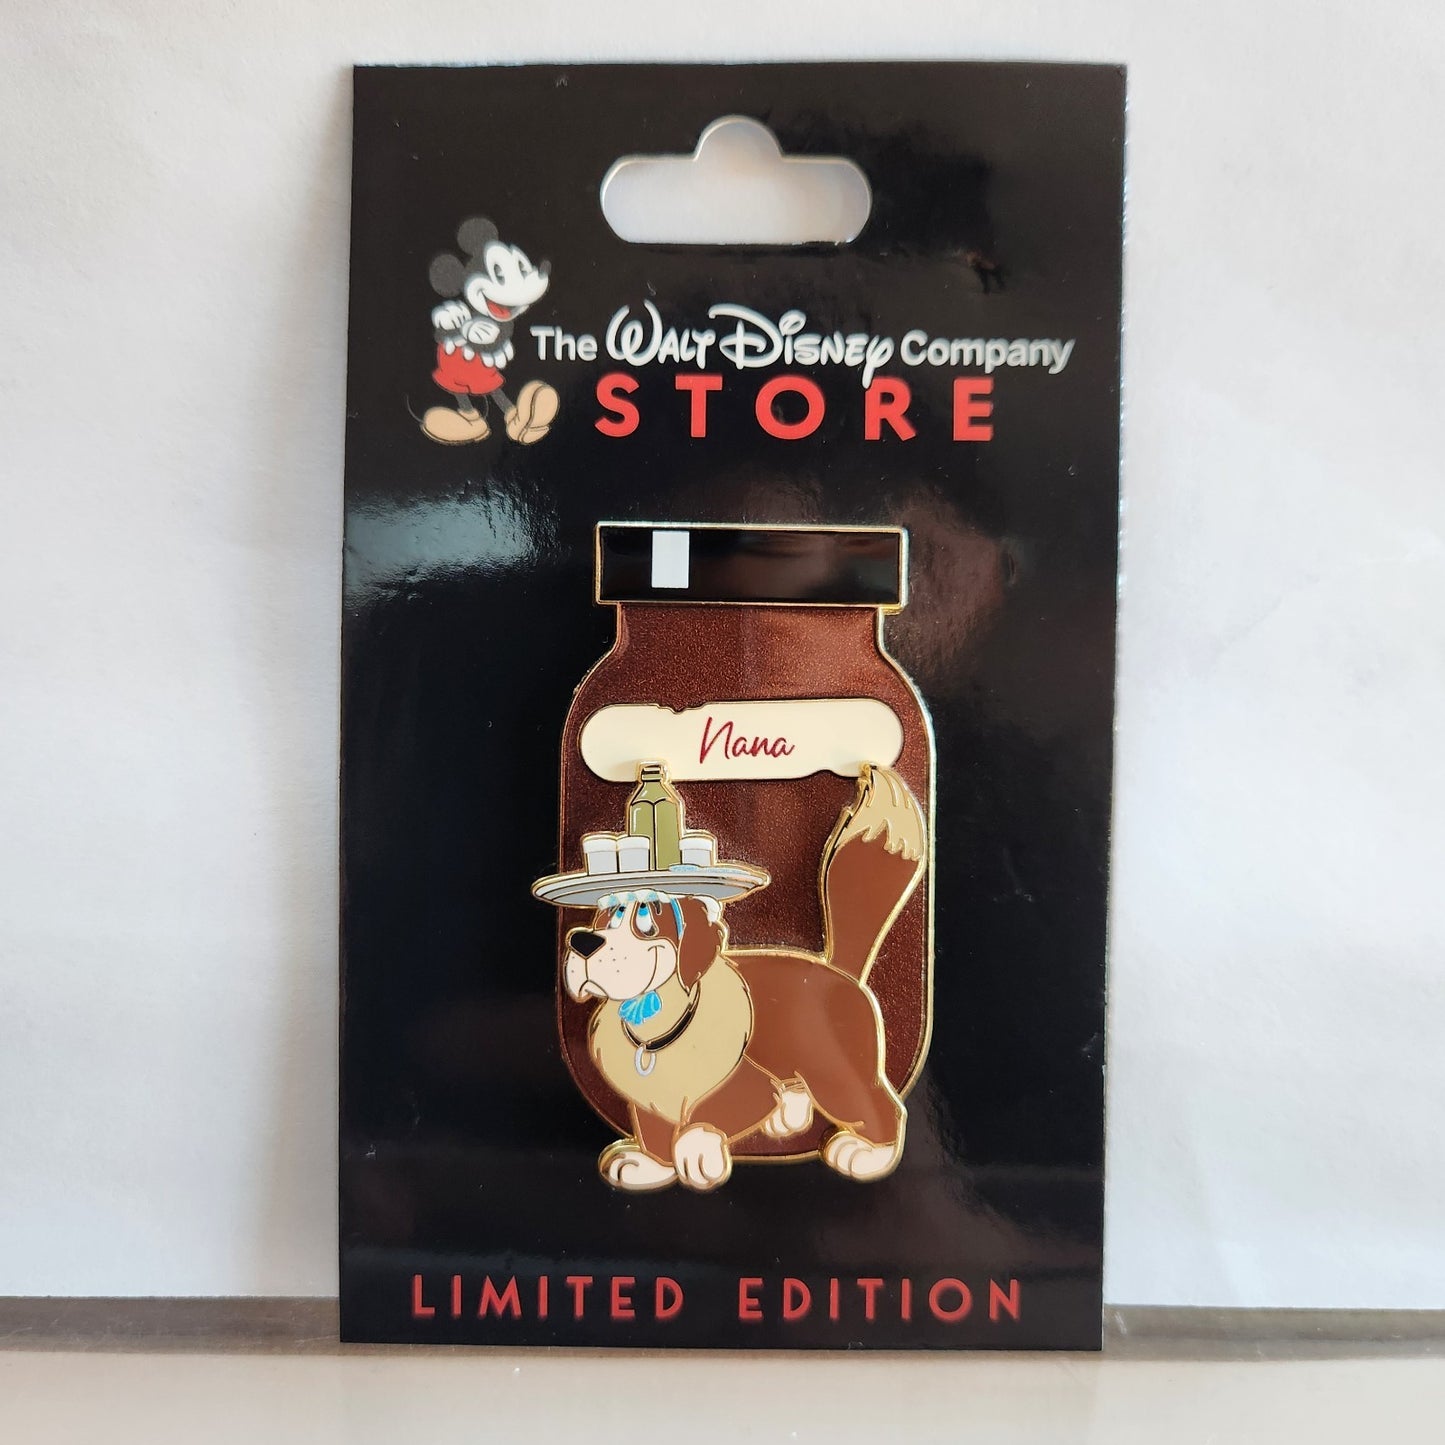 The WALT DISNEY Company
STORE
Nana
LIMITED EDITION